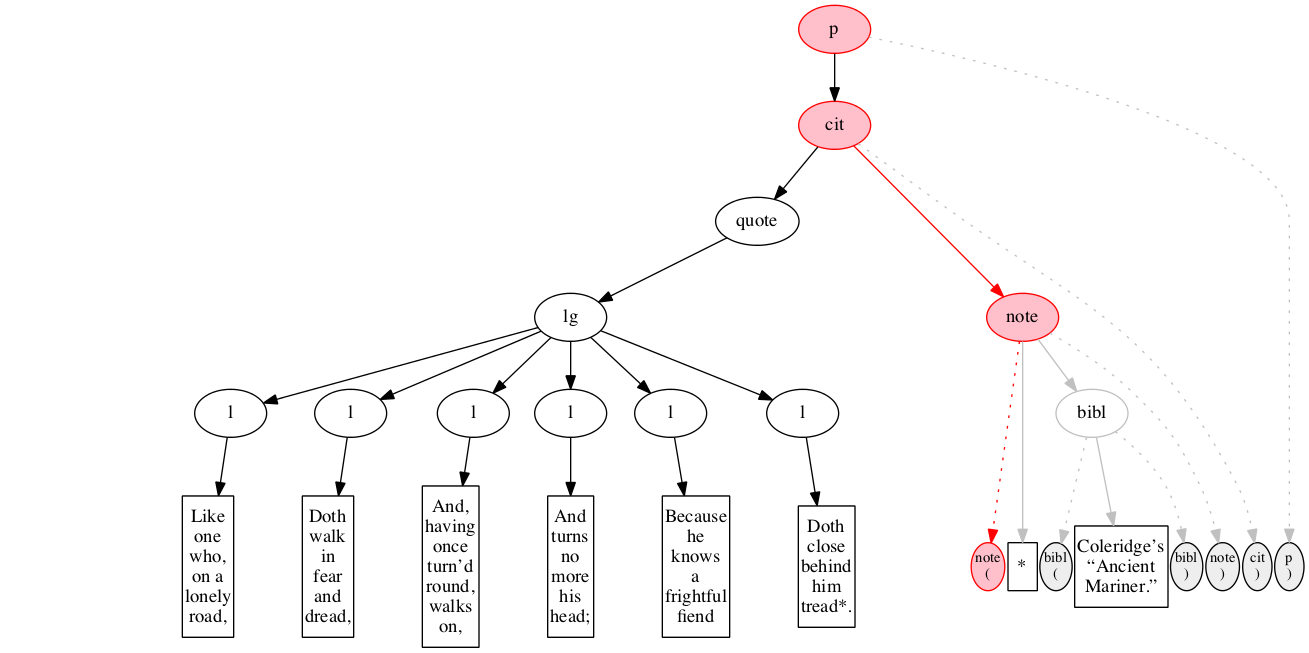 p
cit
quote
lg
note
l
l
l
l
l
l
bibl
Like
one
who,
on a
lonely
road,
Doth
walk
in
fear
and
dread,
And,
having
once
turn’d
round,
walks
on,
And
turns
no
more
his
head;
Because
he
knows
a
frightful
fiend
Doth
close
behind
him
tread*.
note
(
*
bibl
(
Coleridge’s
“Ancient
Mariner.”
bibl
)
note
)
cit
)
p
)